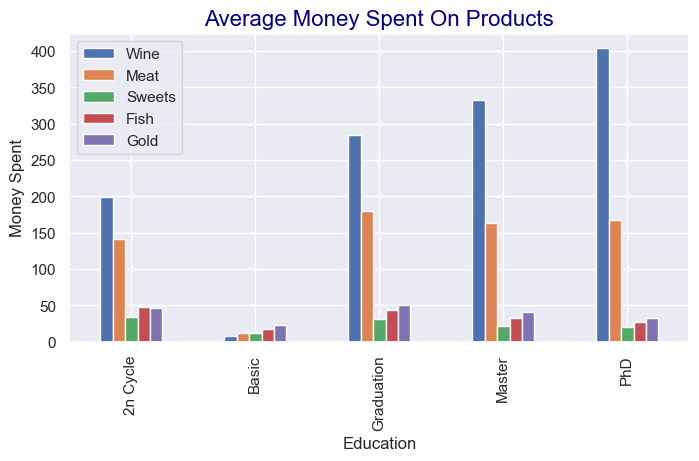 Average Money Spent On Products
Wine
Meat
Sweets
Fish
Gold
Money Spent
400
350
300
250
200
150
100
50
0
2n Cycle
Basic
Graduation
Master
PhD
Education